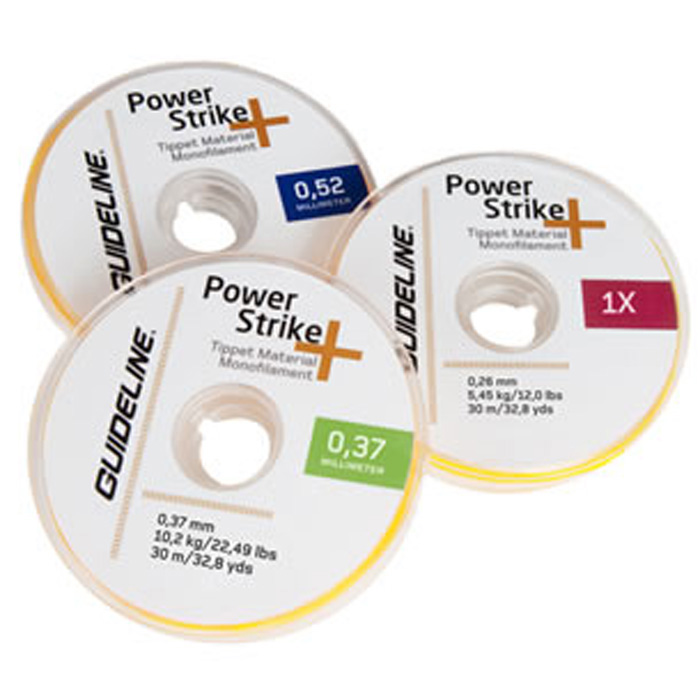 Power
Strike+
Tippet Material
Monofilament
GUIDELINE.
0,52
MILLIMETER
Power
Strike+
Tippet Material
Monofilament
GUIDELINE.
1X
0,26 mm
5,45 kg/12,0 lbs
30 m/32,8 yds
Power
Strike+
Tippet Material
Monofilament
GUIDELINE.
0,37
MILLIMETER
0,37 mm
10,2 kg/22,49 lbs
30 m/32,8 yds